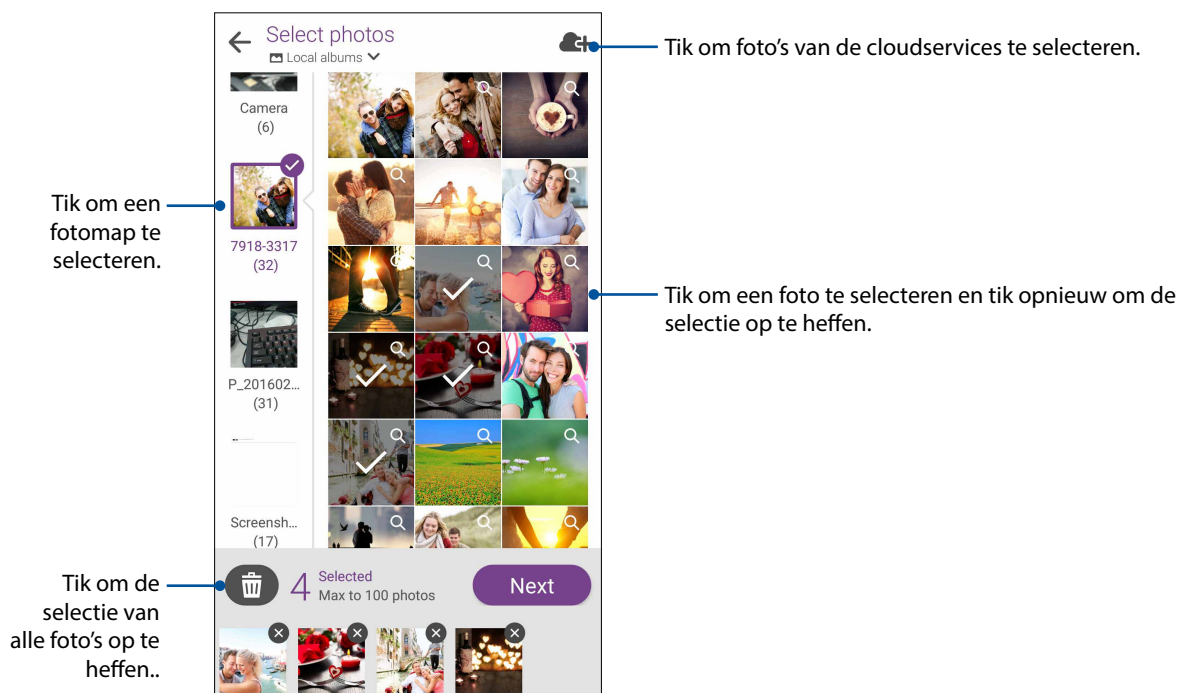 Select photos
Local albums
Tik om foto's van de cloudservices te selecteren.
Camera
(6)
Tik om een
fotomap te
selecteren.
7918-3317
(32)
Tik om een foto te selecteren en tik opnieuw om de
selectie op te heffen.
P_201602...
(31)
Screensh...
(17)
Tik om de
selectie van
alle foto's op te
heffen..
4 Selected
Max to 100 photos
Next